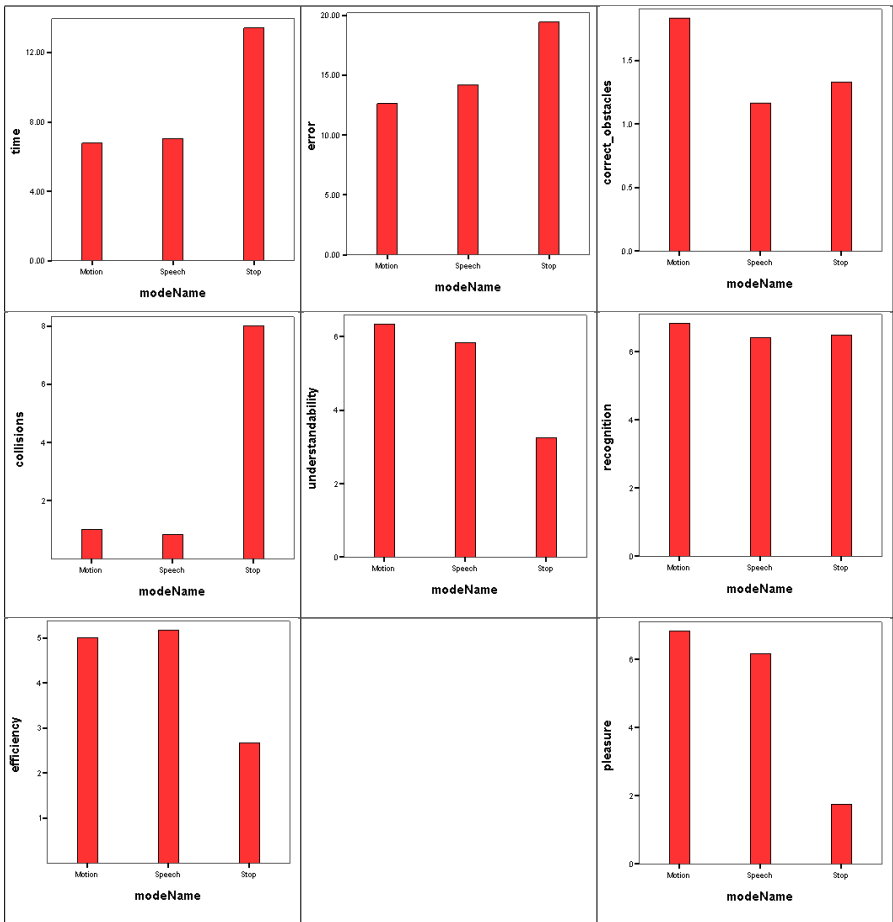 time
12.00
8.00
4.00
0.00
Motion Speech Stop
modeName
error
20.00
15.00
10.00
5.00
0.00
Motion Speech Stop
modeName
correct_obstacles
1.5
1.0
0.5
0.0
Motion Speech Stop
modeName
collisions
8
6
4
2
Motion Speech Stop
modeName
understandability
6
4
2
0
Motion Speech Stop
modeName
recognition
6
4
2
0
Motion Speech Stop
modeName
efficiency
5
4
3
2
1
Motion Speech Stop
modeName
pleasure
6
4
2
0
Motion Speech Stop
modeName